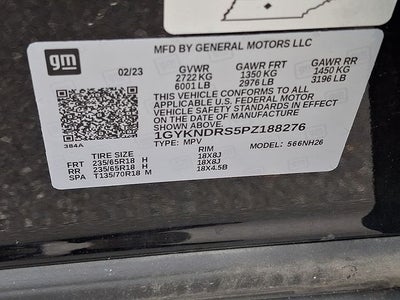 gm
MFD BY GENERAL MOTORS LLC
02/23 GVWR GAWR FRT GAWR RR
2722 KG 1350 KG 1450 KG
6001 LB 2976 LB 3196 LB
THIS VEHICLE CONFORMS TO ALL
APPLICABLE U.S. FEDERAL MOTOR
VEHICLE SAFETY STANDARDS IN EFFECT
ON THE DATE OF MANUFACTURE SHOWN ABOVE.
1GYKNDRS5PZ188276
384A TYPE: MPV MODEL: 566NH26
TIRE SIZE RIM
FRT 235/65R18 H 18X8J
RR 235/65R18 H 18X8J
SPA T135/70R18 M 18X4.5B